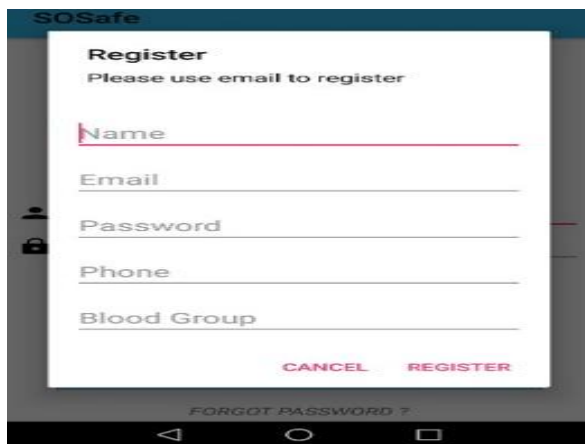 SOSafe
Register
Please use email to register
Name
Email
Password
Phone
Blood Group
CANCEL REGISTER
FORGOT PASSWORD ?